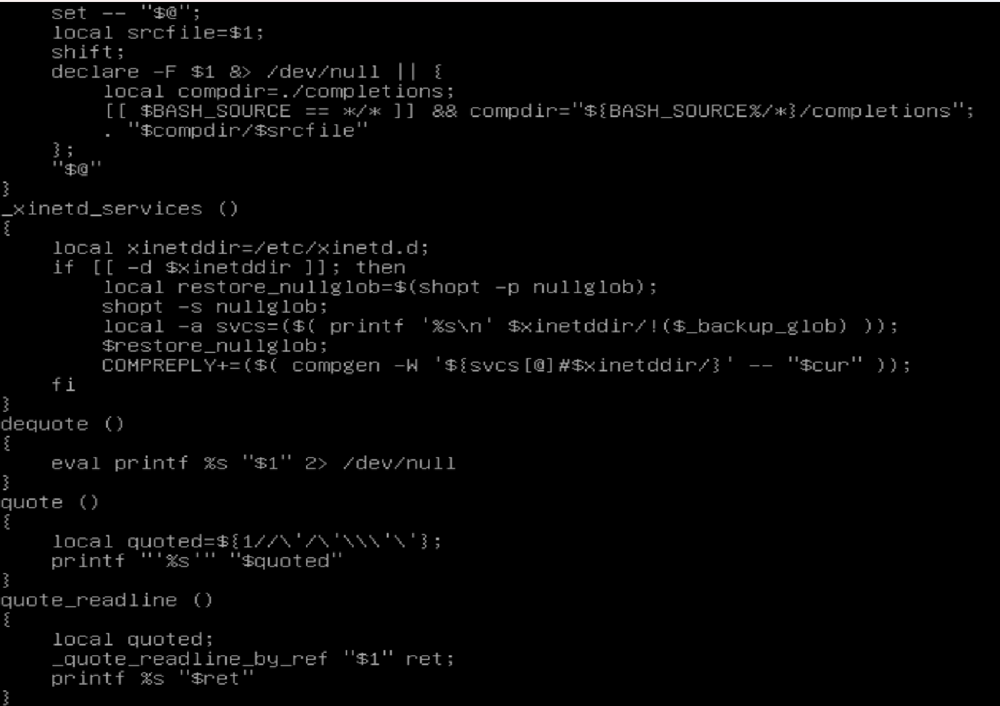 set -- "$@";
    local srcfile=$1;
    shift;
    declare -F $1 &> /dev/null || {
        local compdir=./completions;
        [[ $BASH_SOURCE == */* ]] && compdir="${BASH_SOURCE%/*}/completions";
        . "$compdir/$srcfile"
    };
    "$@"
}
_xinetd_services ()
{
    local xinetddir=/etc/xinetd.d;
    if [[ -d $xinetddir ]]; then
        local restore_nullglob=$(shopt -p nullglob);
        shopt -s nullglob;
        local -a svcs=($( printf '%s\n' $xinetddir/!($_backup_glob) ));
        $restore_nullglob;
        COMPREPLY+=($( compgen -W '${svcs[@]#$xinetddir/}' -- "$cur" ));
    fi
}
dequote ()
{
    eval printf %s "$1" 2> /dev/null
}
quote ()
{
    local quoted=${1//\'/\'\\\'\'};
    printf "'%s'" "$quoted"
}
quote_readline ()
{
    local quoted;
    _quote_readline_by_ref "$1" ret;
    printf %s "$ret"
}